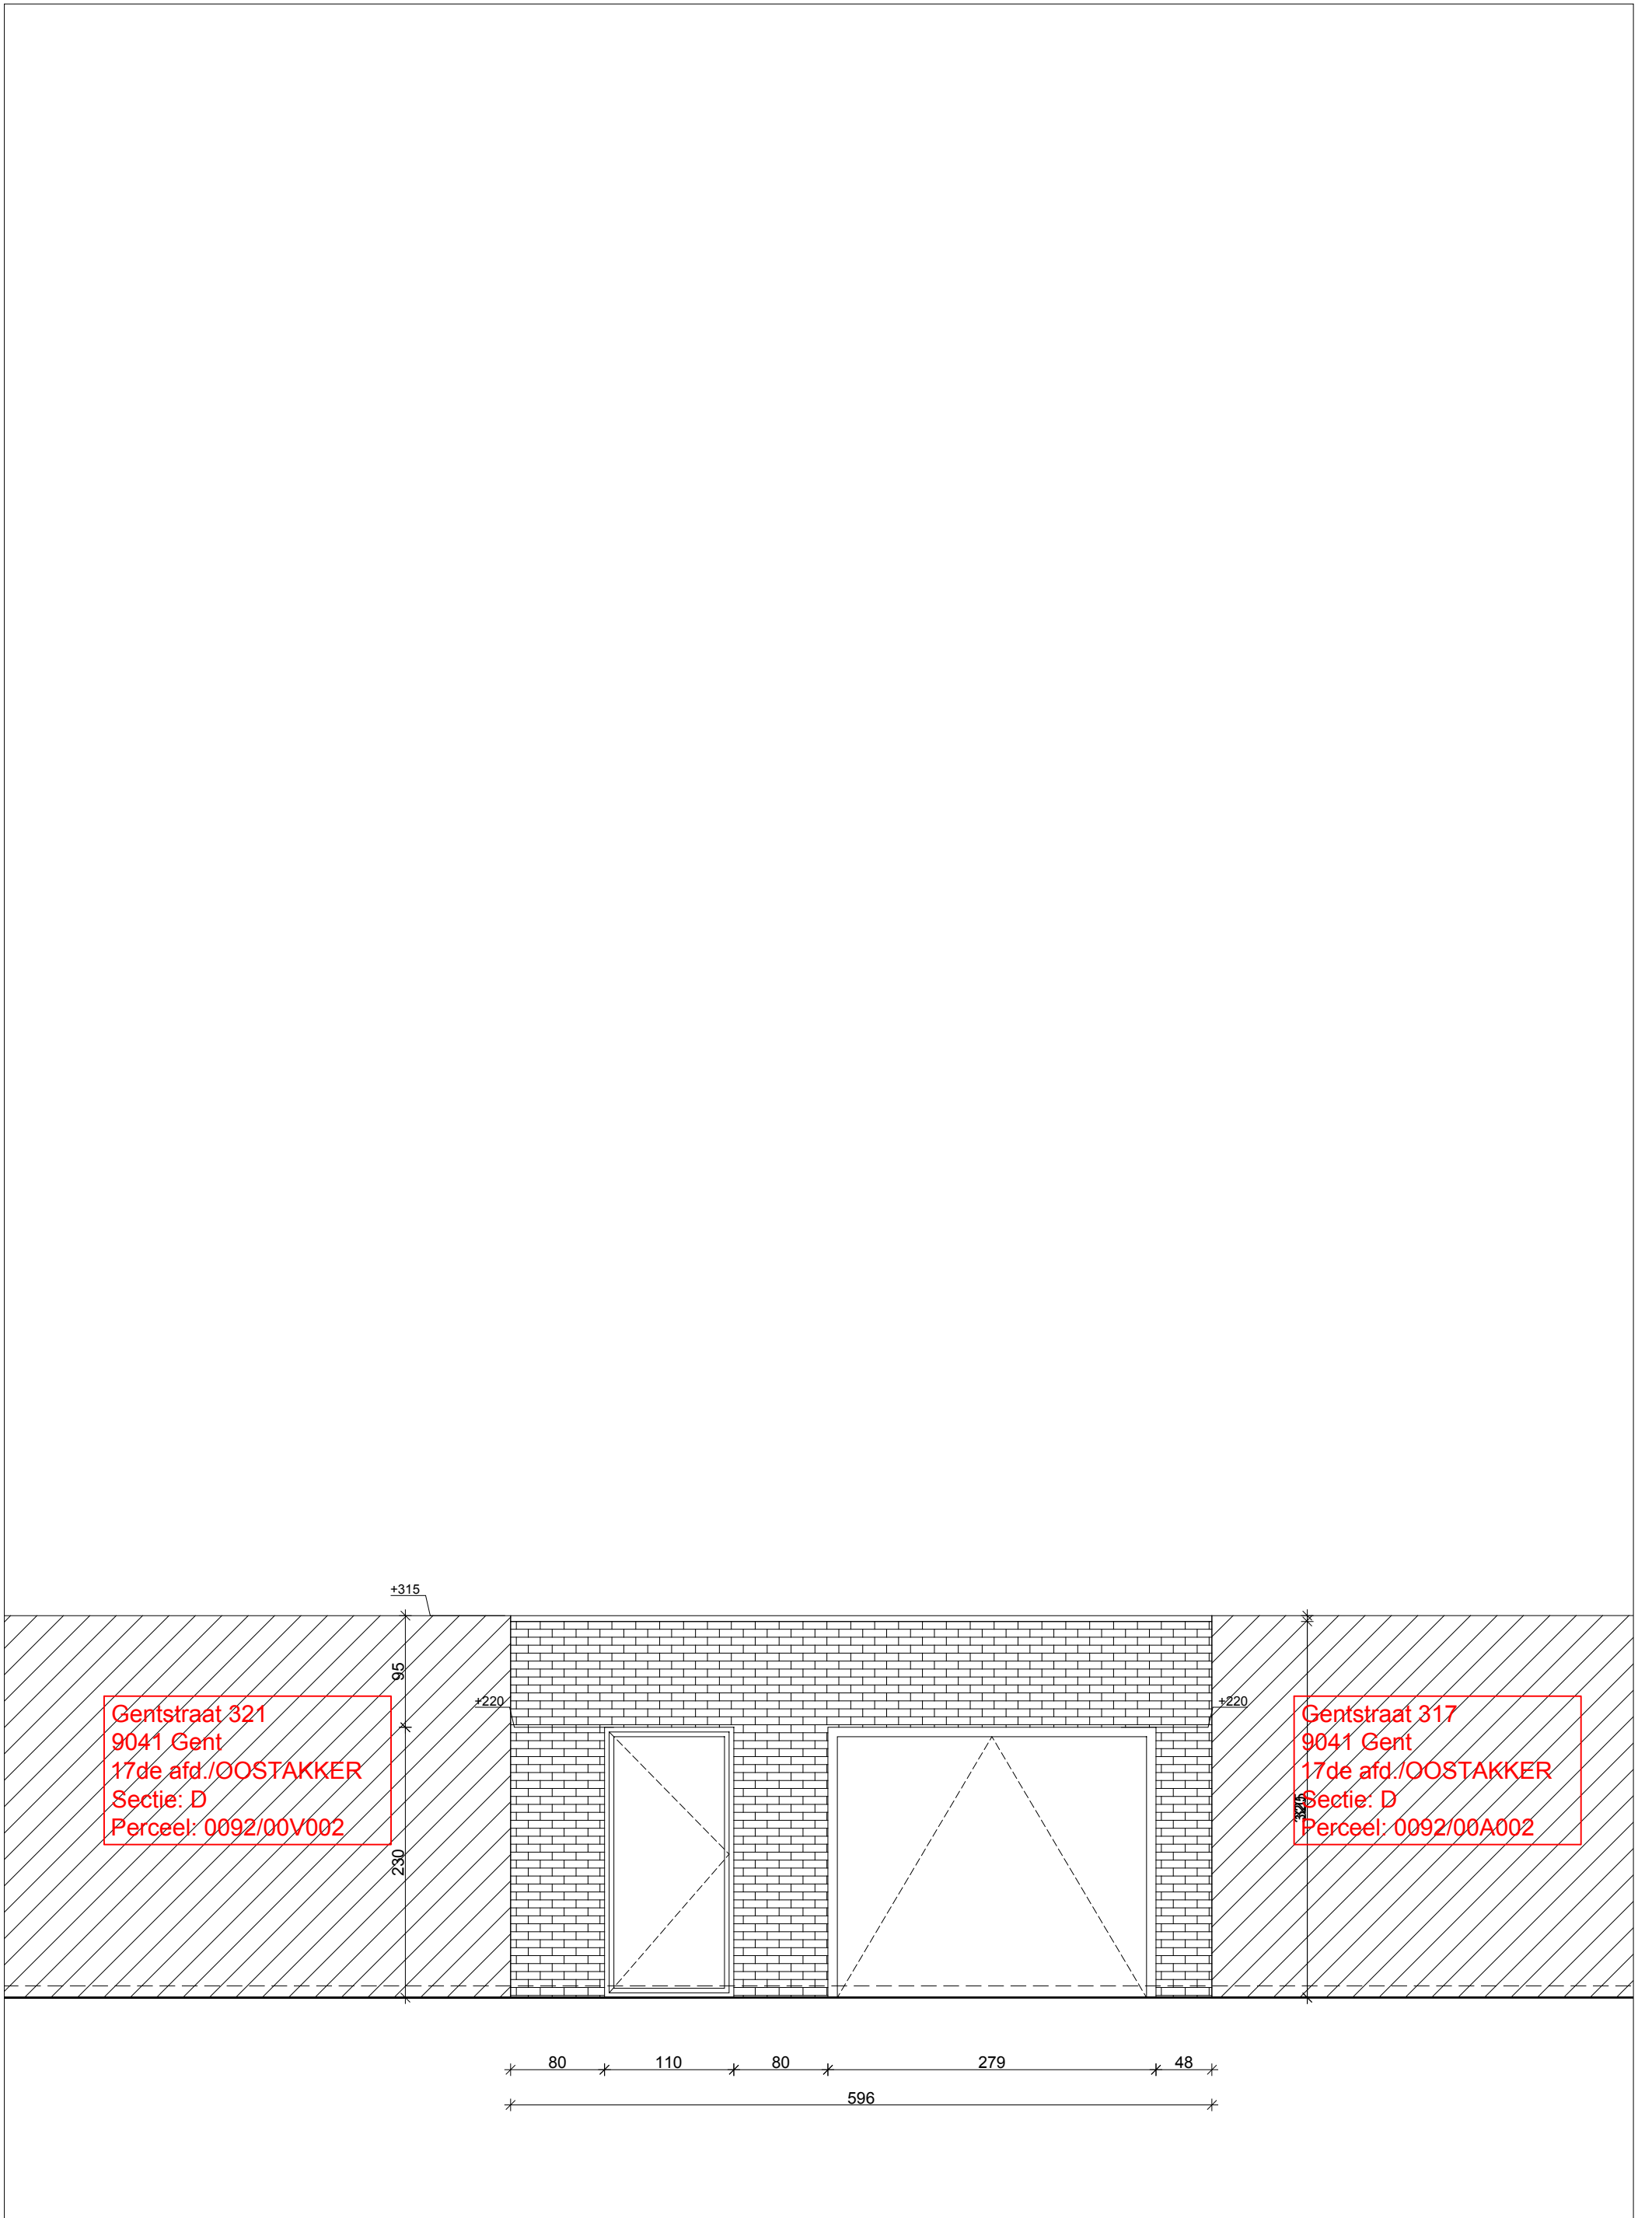 +315
95
+220
+220
Gentstraat 321
9041 Gent
17de afd./OOSTAKKER
Sectie: D
Perceel: 0092/00V002
Gentstraat 317
9041 Gent
17de afd./OOSTAKKER
Sectie: D
Perceel: 0092/00A002
230
80 110 80 279 48
596